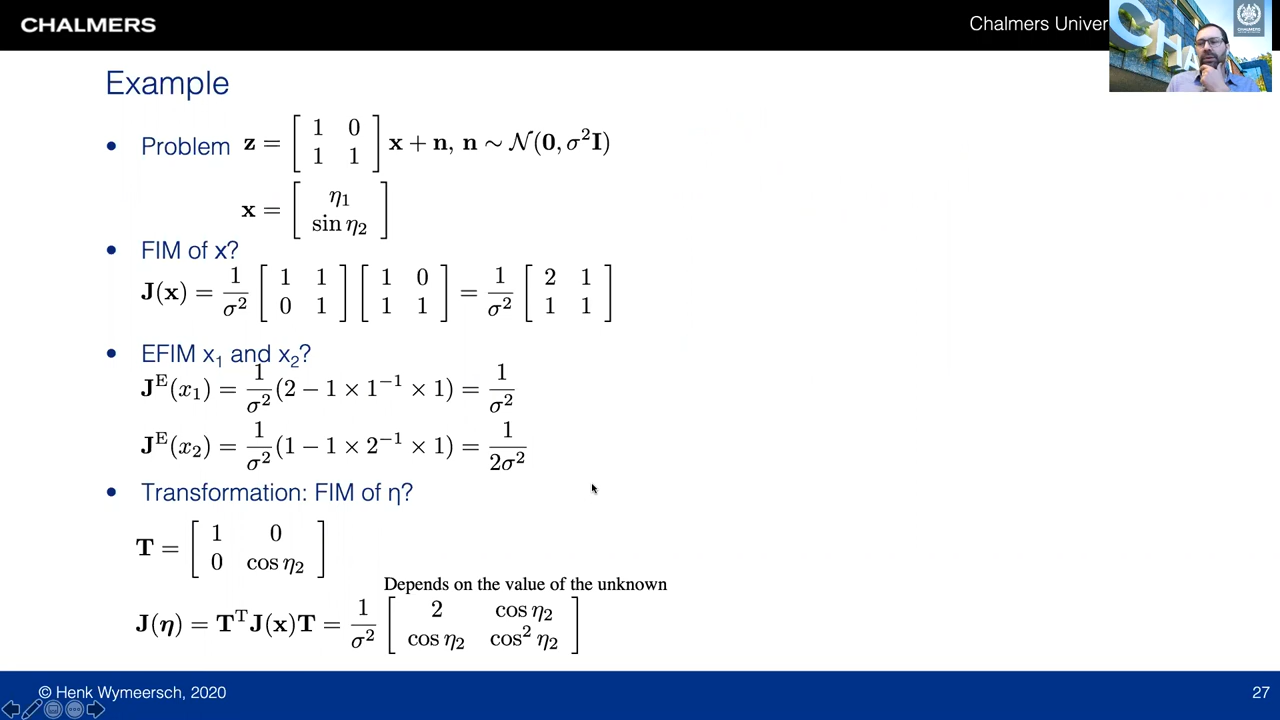 CHALMERS
Chalmers Univer
CHA
CHALMERS
Example
• Problem z = [ 1 0 ; 1 1 ] x + n, n ∼ 𝒩(0, σ²I)
x = [ η₁ ; sin η₂ ]
• FIM of x?
J(x) = 1/σ² [ 1 1 ; 0 1 ] [ 1 0 ; 1 1 ] = 1/σ² [ 2 1 ; 1 1 ]
• EFIM x₁ and x₂?
Jᴱ(x₁) = 1/σ² (2 − 1 × 1⁻¹ × 1) = 1/σ²
Jᴱ(x₂) = 1/σ² (1 − 1 × 2⁻¹ × 1) = 1/2σ²
• Transformation: FIM of η?
T = [ 1 0 ; 0 cos η₂ ]
Depends on the value of the unknown
J(η) = TᵀJ(x)T = 1/σ² [ 2 cos η₂ ; cos η₂ cos² η₂ ]
© Henk Wymeersch, 2020
27